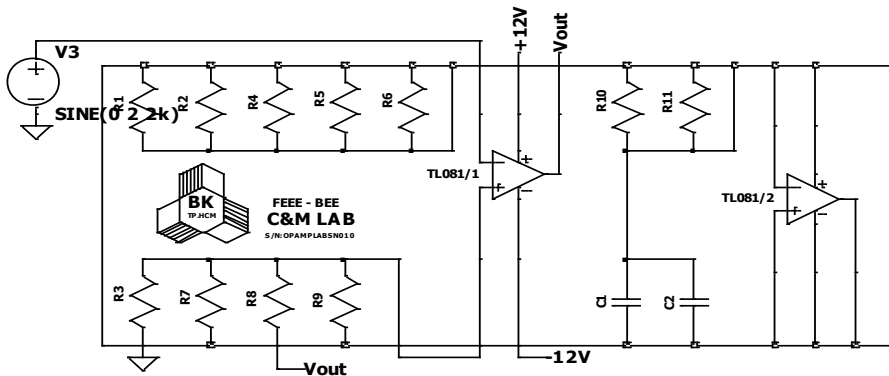 V3
SINE(0 2 2k)
R1
R2
R4
R5
R6
+12V
Vout
R10
R11
TL081/1
TL081/2
BK
TP.HCM
FEEE - BEE
C&M LAB
S/N:OPAMPLABSN010
R3
R7
R8
R9
C1
C2
Vout
-12V